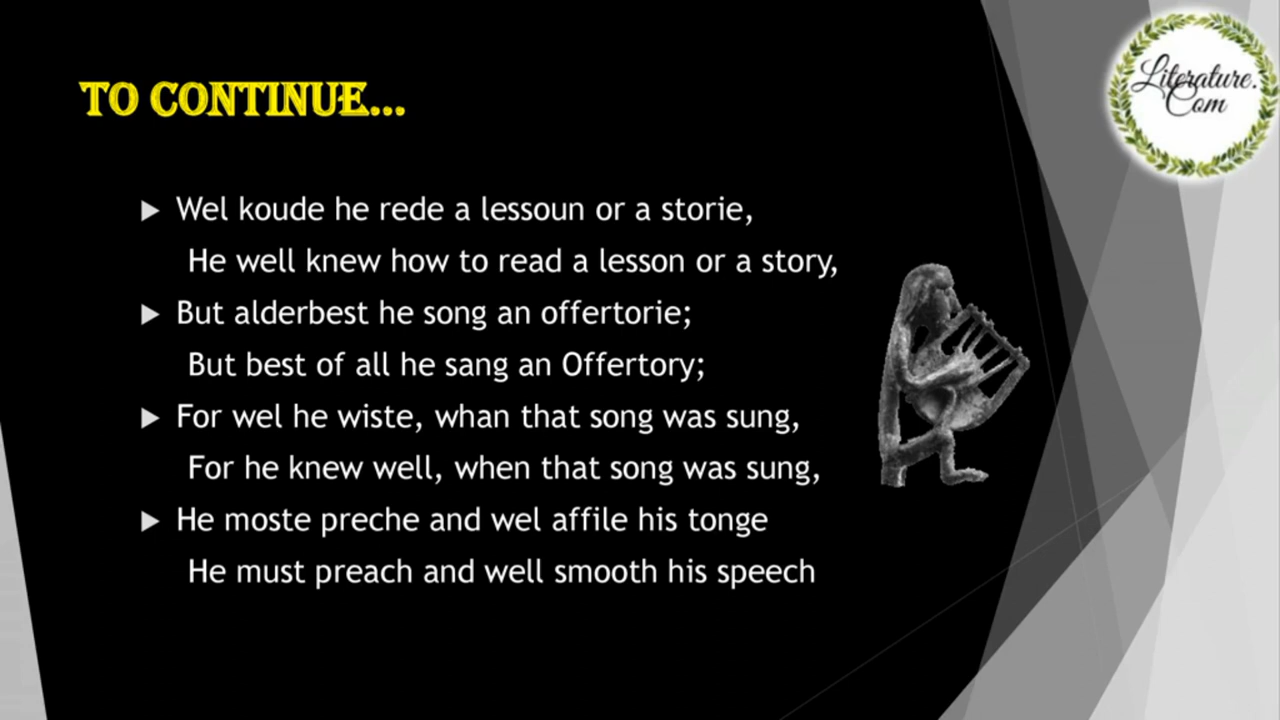 TO CONTINUE...
Literature.
Com
Wel koude he rede a lessoun or a storie,
He well knew how to read a lesson or a story,
But alderbest he song an offertorie;
But best of all he sang an Offertory;
For wel he wiste, whan that song was sung,
For he knew well, when that song was sung,
He moste preche and wel affile his tonge
He must preach and well smooth his speech